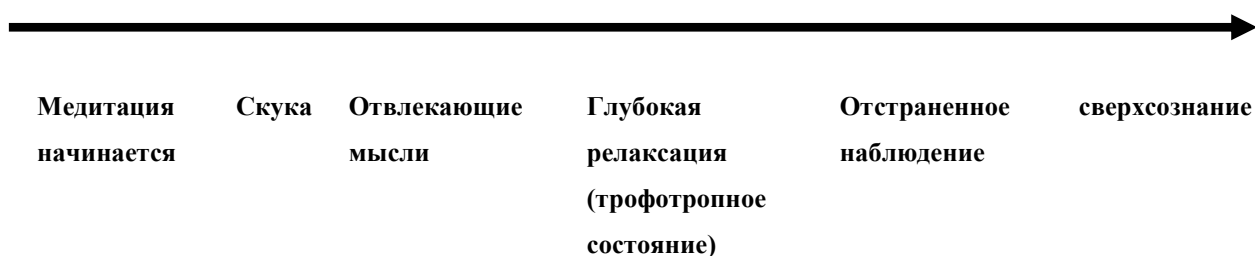 Медитация начинается
Скука
Отвлекающие мысли
Глубокая релаксация (трофотропное состояние)
Отстраненное наблюдение
сверхсознание